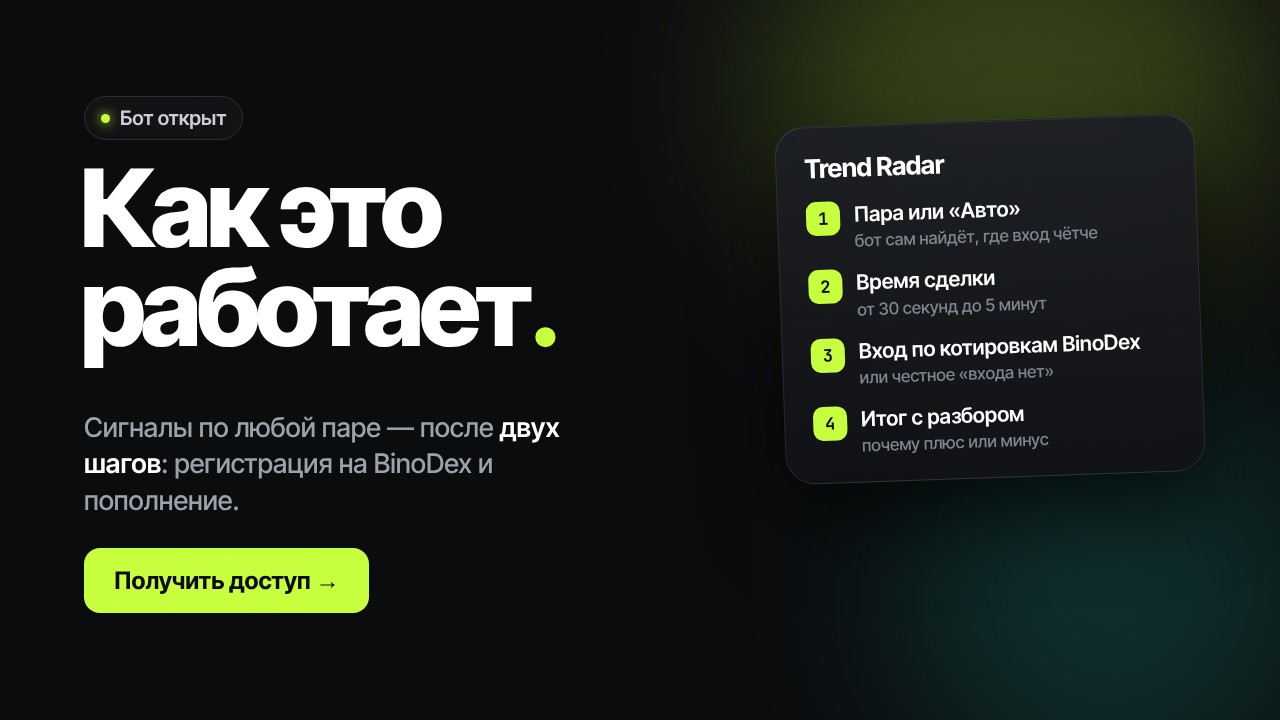 Бот открыт
Как это
работает.
Сигналы по любой паре — после двух
шагов: регистрация на BinoDex и
пополнение.
Получить доступ →
Trend Radar
1
Пара или «Авто»
бот сам найдёт, где вход чётче
2
Время сделки
от 30 секунд до 5 минут
3
Вход по котировкам BinoDex
или честное «входа нет»
4
Итог с разбором
почему плюс или минус